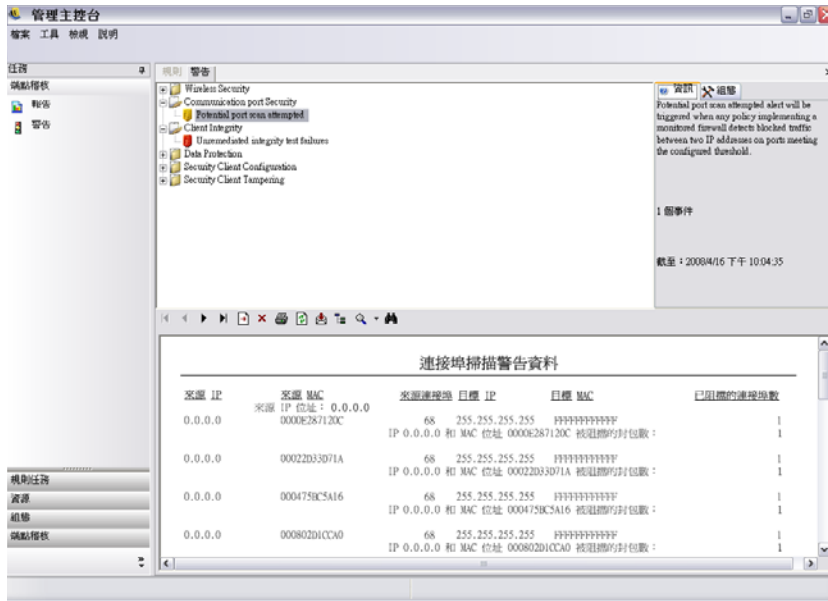 管理主控台
檔案 工具 檢視 說明
任務
端點稽核
報告
警告
規則任務
資源
組態
端點稽核
規則 警告
Wireless Security
Communication port Security
Potential port scan attempted
Client Integrity
Unremediated integrity test failures
Data Protection
Security Client Configuration
Security Client Tampering
資訊 組態
Potential port scan attempted alert will be
triggered when any policy implementing a
monitored firewall detects blocked traffic
between two IP addresses on ports meeting
the configured threshold.
1 個事件
截至：2008/4/16 下午 10:04:35
連接埠掃描警告資料
來源 IP 來源 MAC 來源連接埠 目標 IP 目標 MAC 已阻擋的連接埠數
來源 IP 位址： 0.0.0.0
0.0.0.0 0000E287120C 68 255.255.255.255 FFFFFFFFFFFF 1
IP 0.0.0.0 和 MAC 位址 0000E287120C 被阻擋的封包數： 1
0.0.0.0 00022D33D71A 68 255.255.255.255 FFFFFFFFFFFF 1
IP 0.0.0.0 和 MAC 位址 00022D33D71A 被阻擋的封包數： 1
0.0.0.0 000475BC5A16 68 255.255.255.255 FFFFFFFFFFFF 1
IP 0.0.0.0 和 MAC 位址 000475BC5A16 被阻擋的封包數： 1
0.0.0.0 000802D1CCA0 68 255.255.255.255 FFFFFFFFFFFF 1
IP 0.0.0.0 和 MAC 位址 000802D1CCA0 被阻擋的封包數： 1